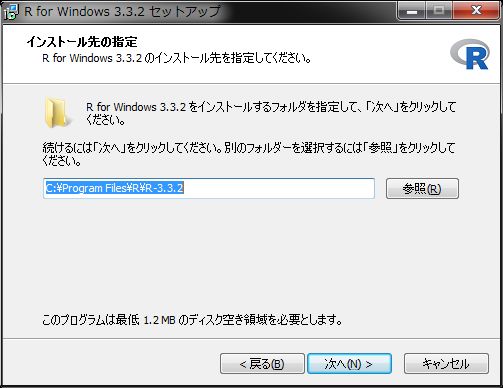 R for Windows 3.3.2 セットアップ
インストール先の指定
R for Windows 3.3.2 のインストール先を指定してください。
R
R for Windows 3.3.2 をインストールするフォルダを指定して、「次へ」をクリックして
ください。
続けるには「次へ」をクリックしてください。別のフォルダーを選択するには「参照」をクリックして
ください。
C:¥Program Files¥R¥R-3.3.2
参照(R)
このプログラムは最低 1.2 MB のディスク空き領域を必要とします。
< 戻る(B)
次へ(N) >
キャンセル